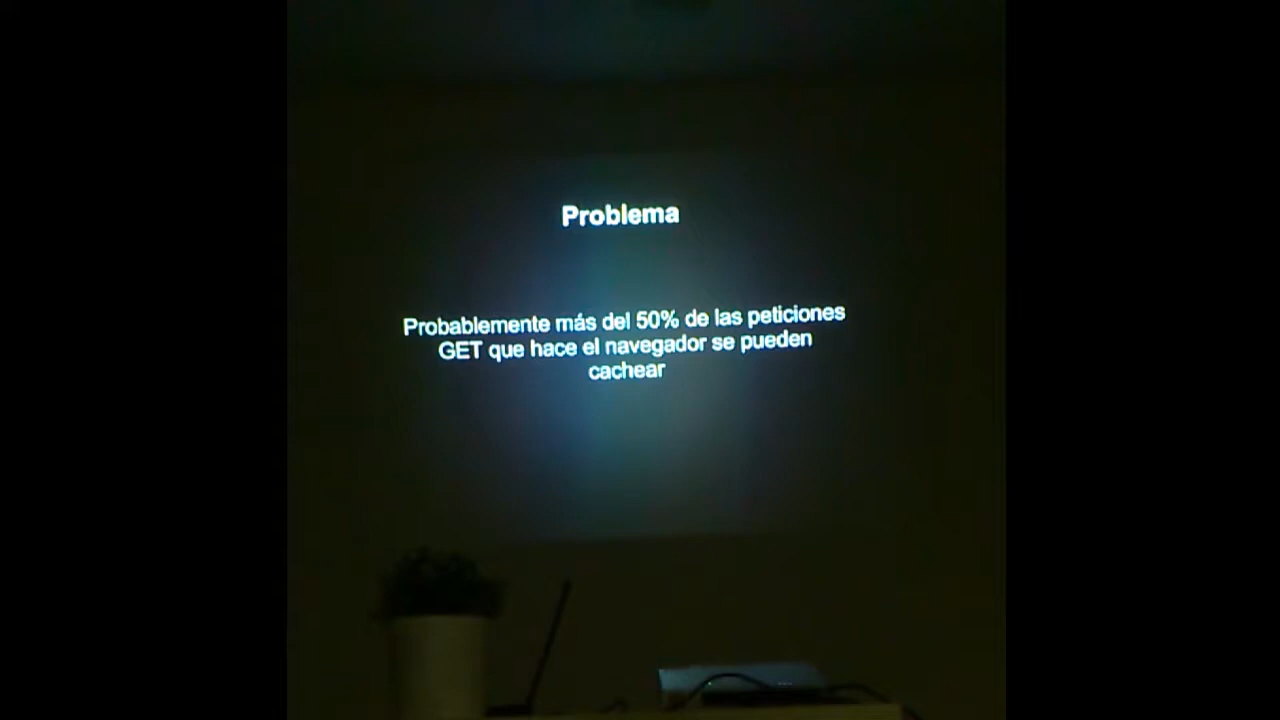 Problema
Probablemente más del 50% de las peticiones
GET que hace el navegador se pueden
cachear